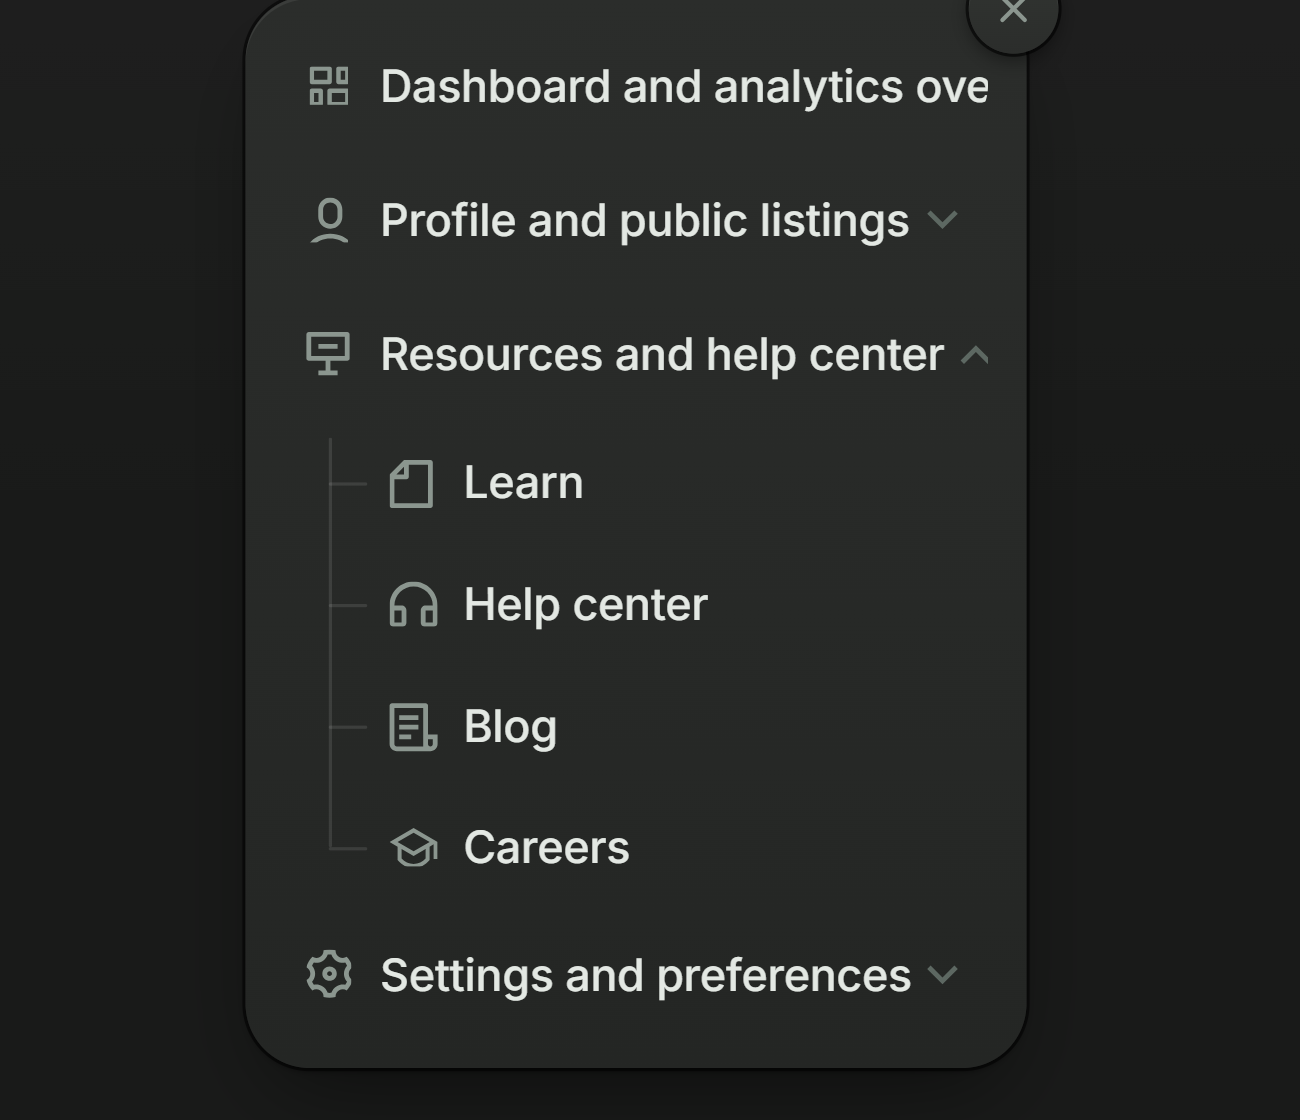 Dashboard and analytics ove
Profile and public listings
Resources and help center
Learn
Help center
Blog
Careers
Settings and preferences